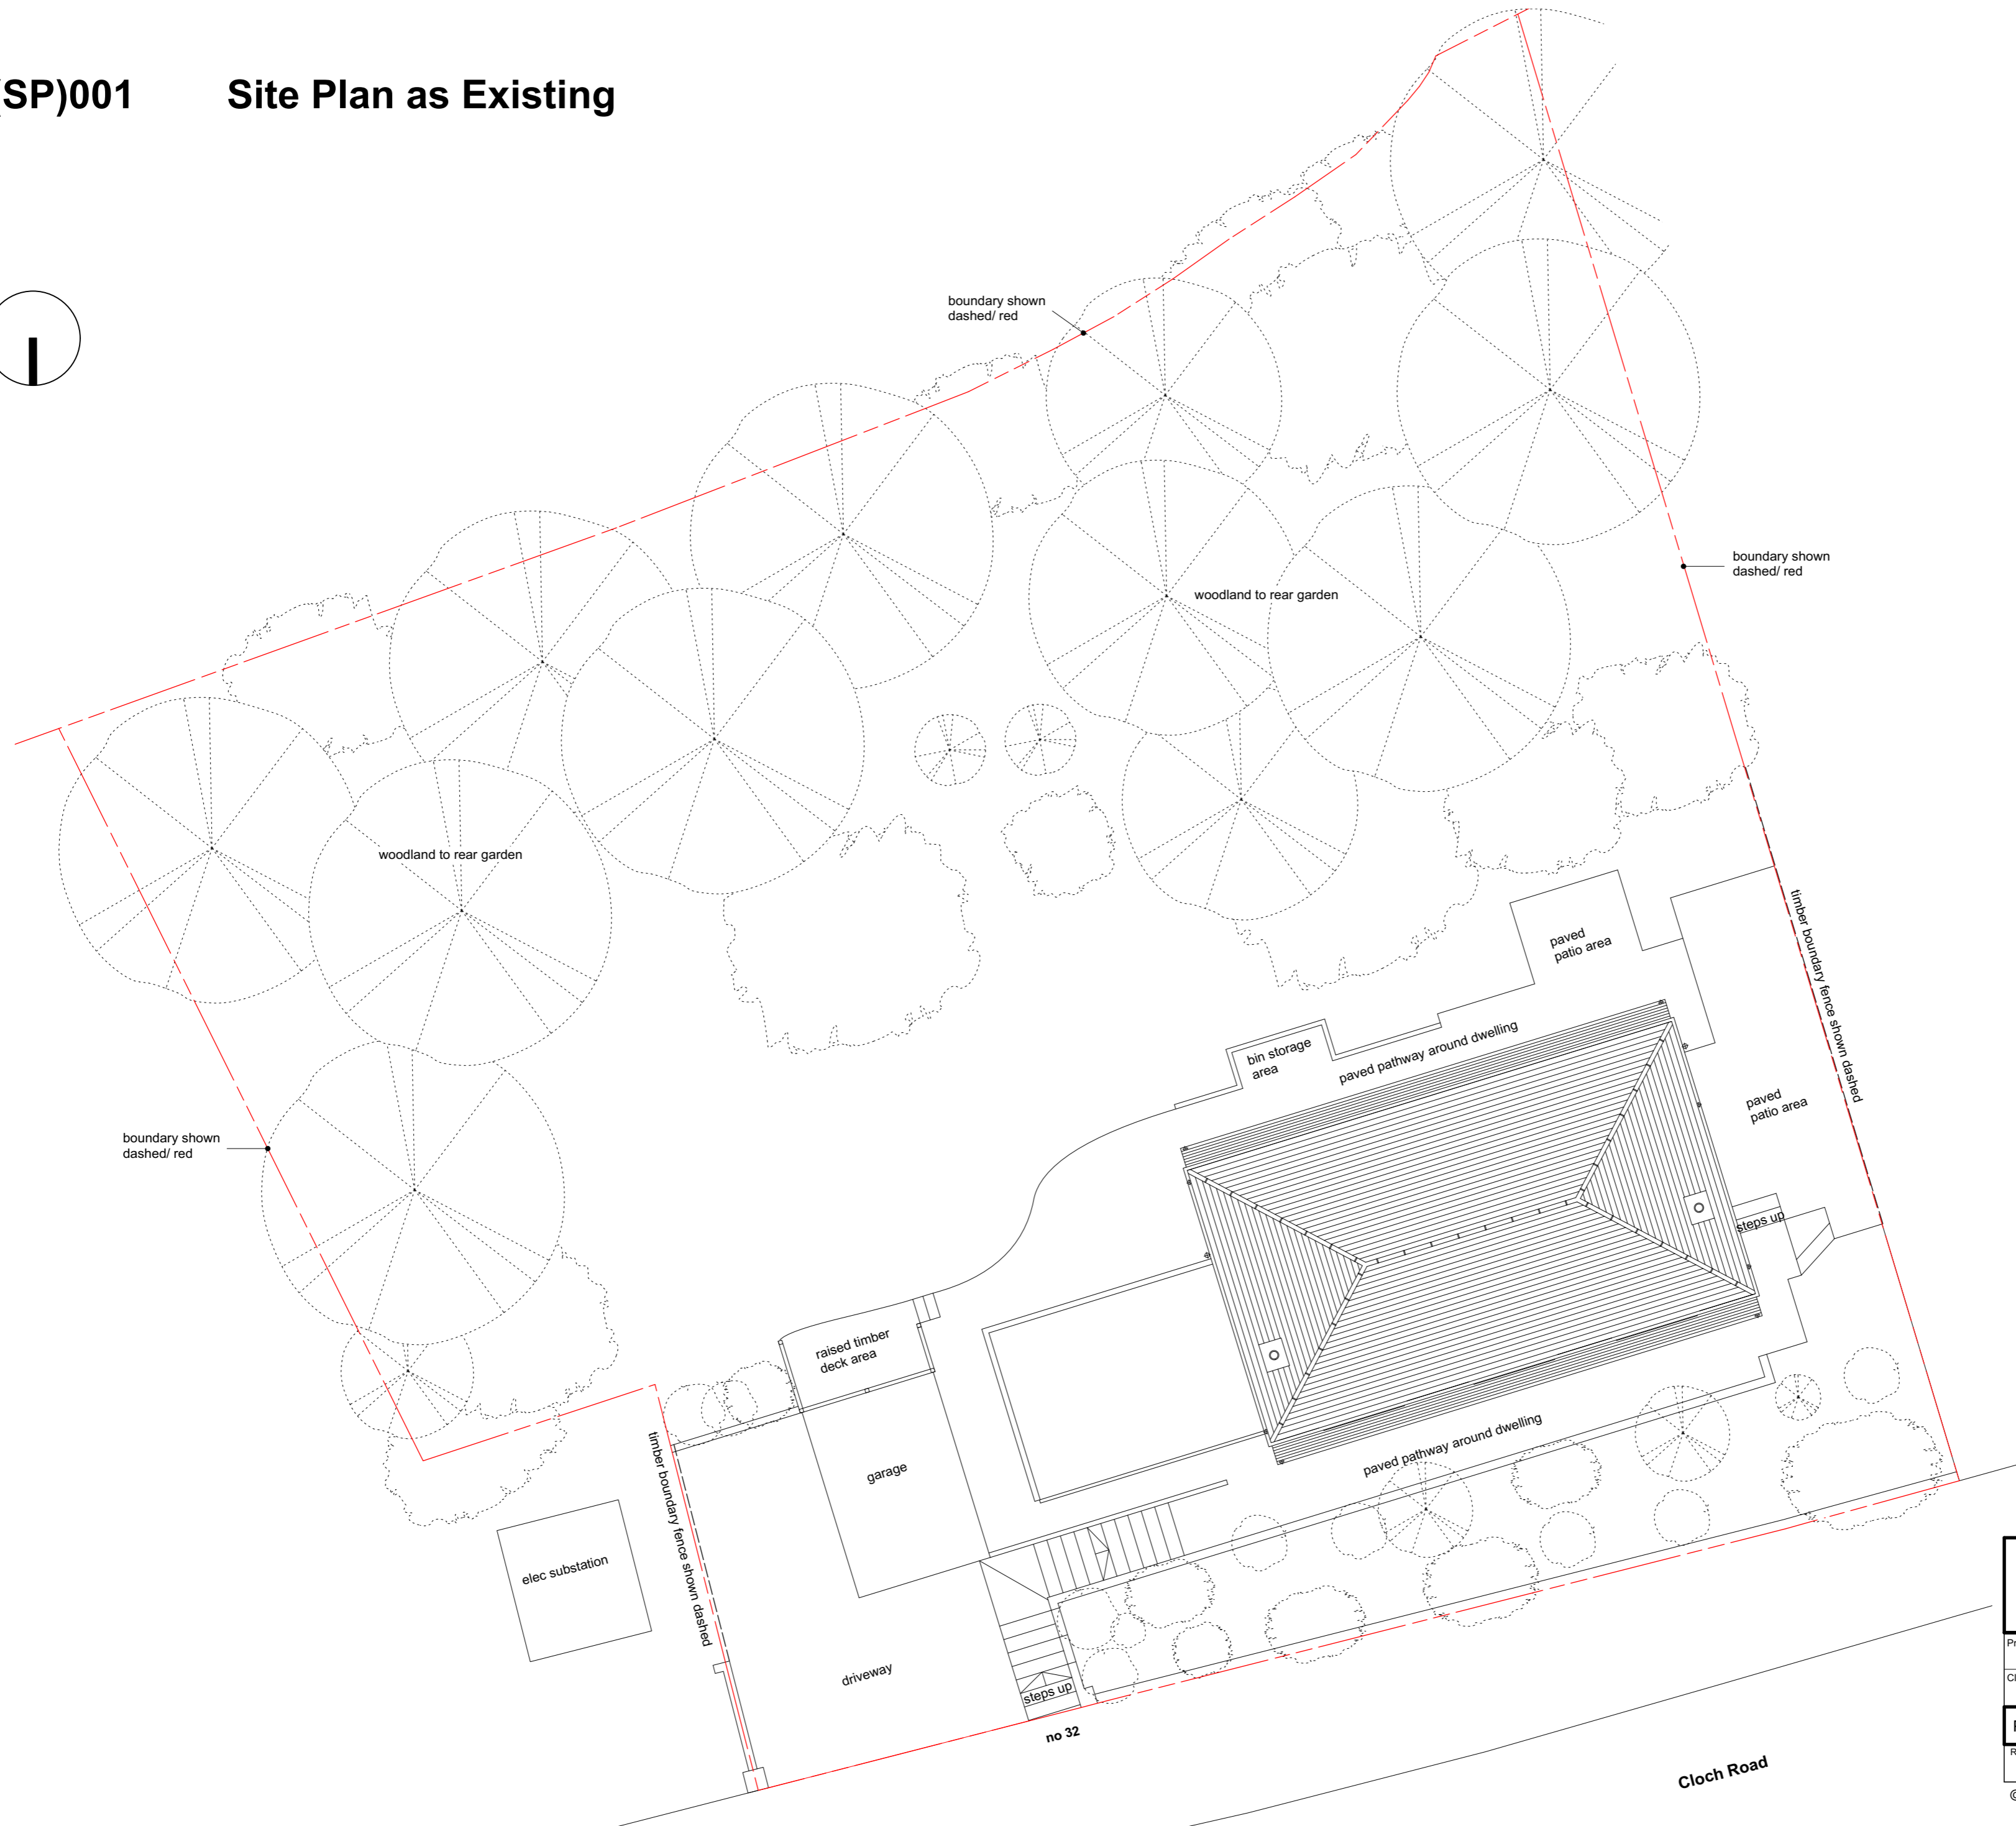 (SP)001 Site Plan as Existing
boundary shown
dashed/ red
boundary shown
dashed/ red
woodland to rear garden
woodland to rear garden
timber boundary fence shown dashed
paved
patio area
paved pathway around dwelling
bin storage
area
paved
patio area
boundary shown
dashed/ red
steps up
raised timber
deck area
timber boundary fence shown dashed
paved pathway around dwelling
garage
elec substation
driveway
steps up
no 32
Cloch Road